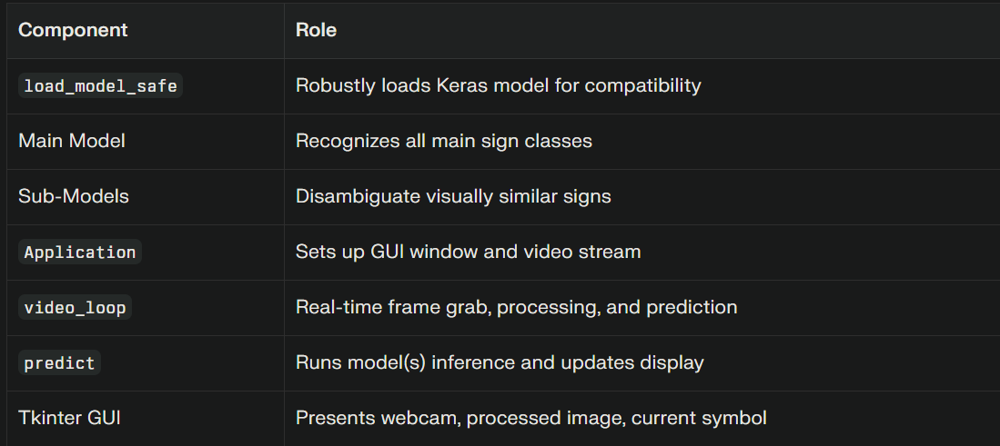 Component Role
load_model_safe Robustly loads Keras model for compatibility
Main Model Recognizes all main sign classes
Sub-Models Disambiguate visually similar signs
Application Sets up GUI window and video stream
video_loop Real-time frame grab, processing, and prediction
predict Runs model(s) inference and updates display
Tkinter GUI Presents webcam, processed image, current symbol